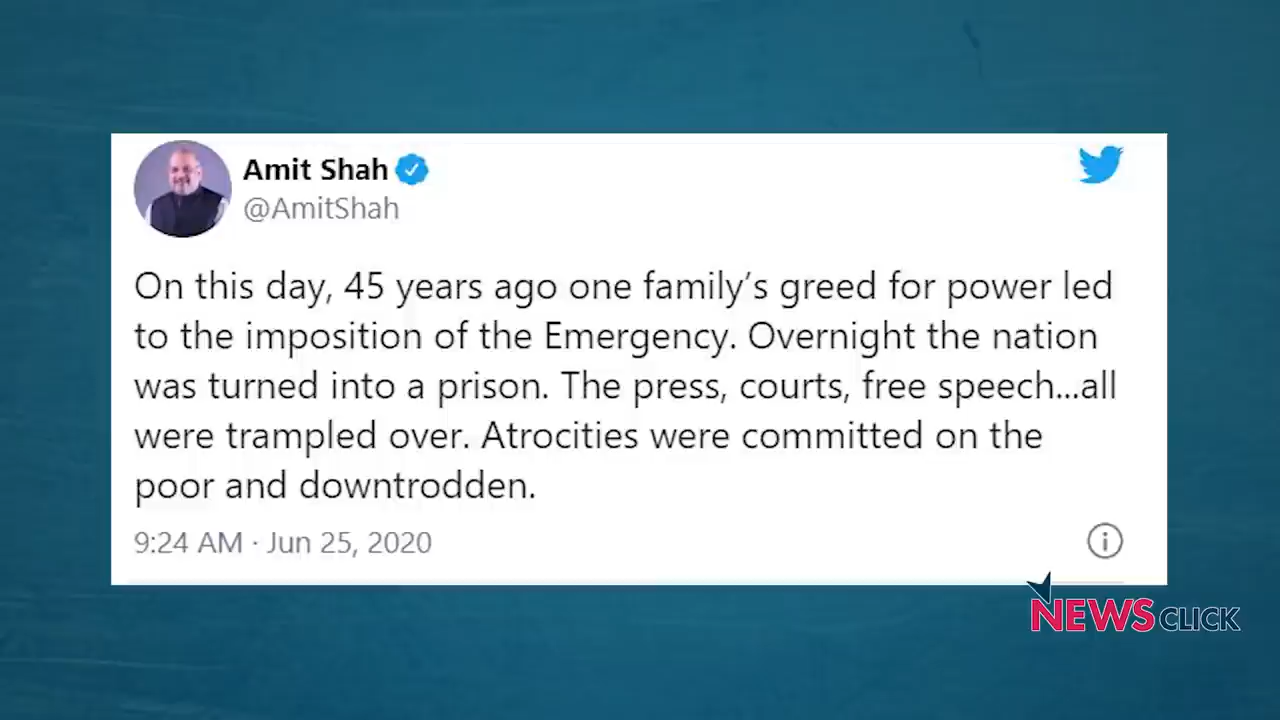 Amit Shah
@AmitShah
On this day, 45 years ago one family’s greed for power led
to the imposition of the Emergency. Overnight the nation
was turned into a prison. The press, courts, free speech...all
were trampled over. Atrocities were committed on the
poor and downtrodden.
9:24 AM · Jun 25, 2020
NEWSCLICK